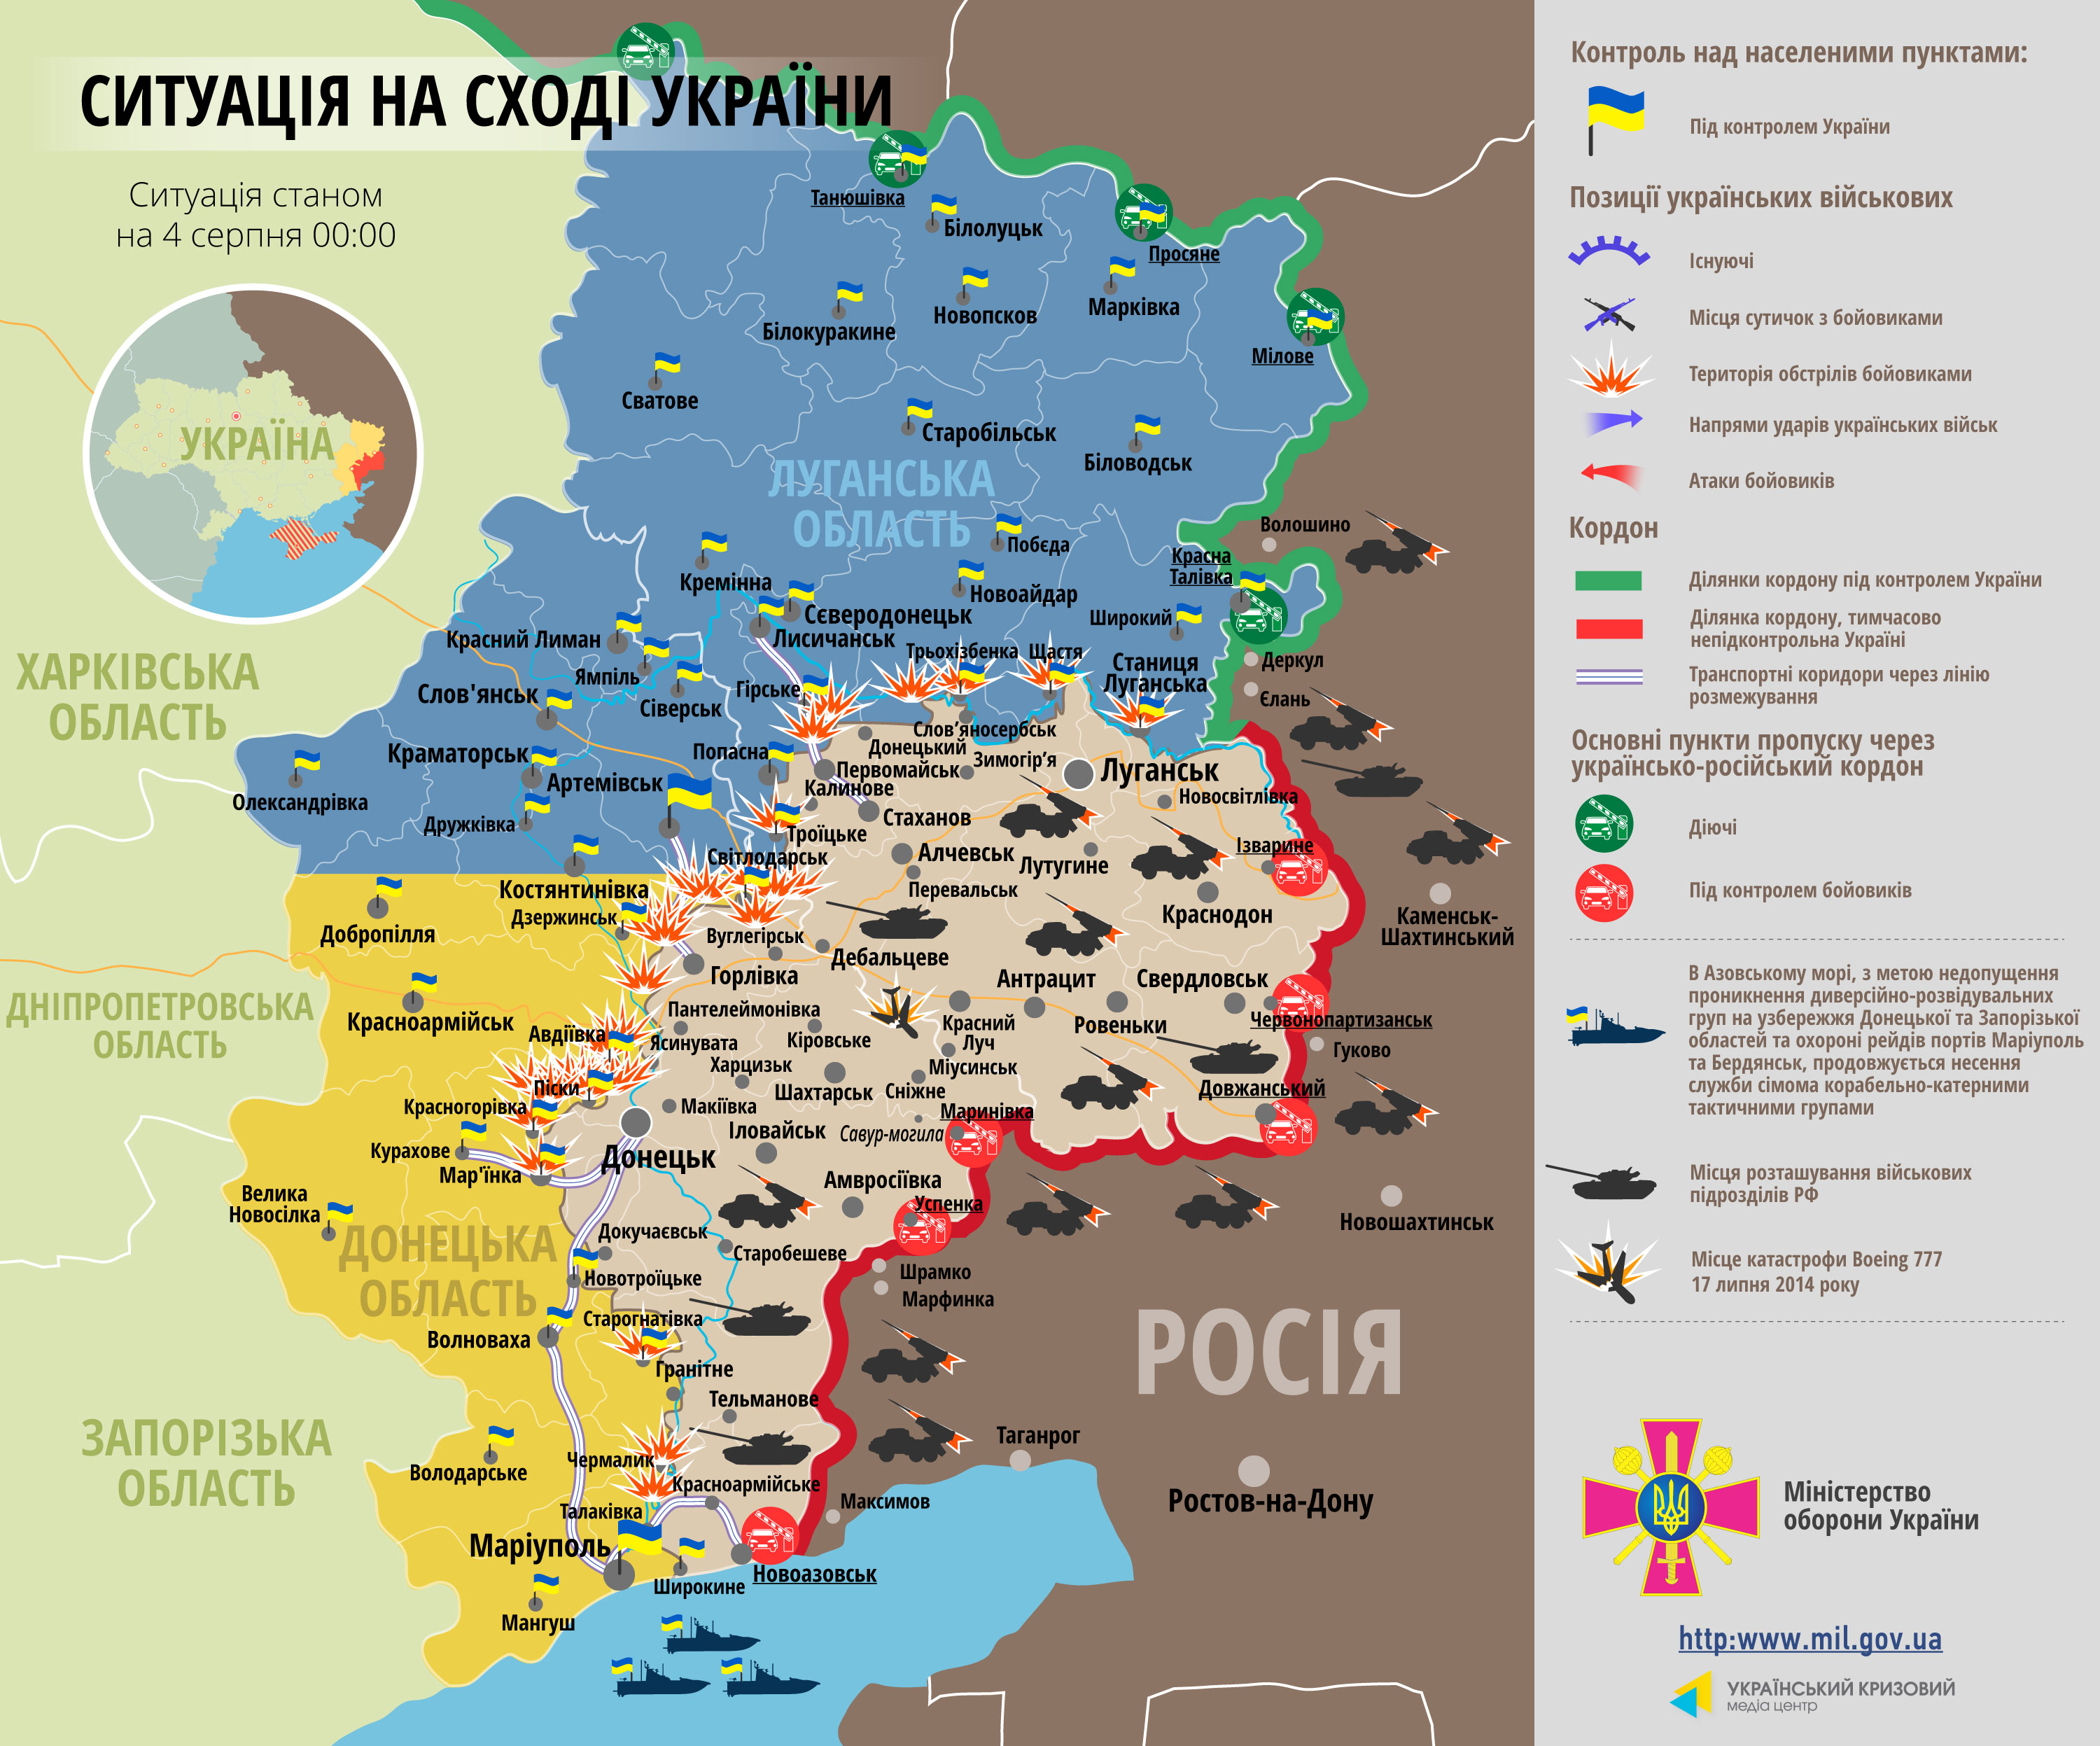 СИТУАЦІЯ НА СХОДІ УКРАЇНИ
Ситуація станом
на 4 серпня 00:00
УКРАЇНА
ХАРКІВСЬКА
ОБЛАСТЬ
ДНІПРОПЕТРОВСЬКА
ОБЛАСТЬ
ЗАПОРІЗЬКА
ОБЛАСТЬ
ЛУГАНСЬКА
ОБЛАСТЬ
ДОНЕЦЬКА
ОБЛАСТЬ
РОСІЯ
Танюшівка
Білолуцьк
Просяне
Новопсков
Марківка
Білокуракине
Мілове
Сватове
Старобільськ
Біловодськ
Волошино
Побєда
Красна
Талівка
Кремінна
Новоайдар
Сєверодонецьк
Широкий
Красний Лиман
Лисичанськ
Трьохізбенка
Щастя
Станиця
Луганська
Деркул
Ямпіль
Слов'янськ
Сіверськ
Гірське
Єлань
Слов’яносербськ
Краматорськ
Попасна
Донецький
Зимогір’я
Первомайськ
Луганськ
Артемівськ
Калинове
Новосвітлівка
Олександрівка
Дружківка
Стаханов
Троїцьке
Ізварине
Світлодарськ
Алчевськ
Лутугине
Костянтинівка
Перевальськ
Дзержинськ
Краснодон
Каменськ-
Шахтинський
Добропілля
Вуглегірськ
Дебальцеве
Горлівка
Антрацит
Свердловськ
Красноармійськ
Пантелеймонівка
Червонопартизанськ
Авдіївка
Ясинувата
Кіровське
Красний
Луч
Ровеньки
Гуково
Харцизьк
Міусинськ
Піски
Шахтарськ
Сніжне
Довжанський
Красногорівка
Макіївка
Маринівка
Іловайськ
Савур-могила
Курахове
Донецьк
Мар'їнка
Амвросіївка
Велика
Новосілка
Успенка
Новошахтинськ
Докучаєвськ
Старобешеве
Новотроїцьке
Шрамко
Марфинка
Старогнатівка
Волноваха
Гранітне
Тельманове
Таганрог
Чермалик
Володарське
Красноармійське
Максимов
Ростов-на-Дону
Талаківка
Маріуполь
Широкине
Новоазовськ
Мангуш
Контроль над населеними пунктами:
Під контролем України
Позиції українських військових
Існуючі
Місця сутичок з бойовиками
Територія обстрілів бойовиками
Напрями ударів українських військ
Атаки бойовиків
Кордон
Ділянки кордону під контролем України
Ділянка кордону, тимчасово
непідконтрольна Україні
Транспортні коридори через лінію
розмежування
Основні пункти пропуску через
українсько-російський кордон
Діючі
Під контролем бойовиків
В Азовському морі, з метою недопущення
проникнення диверсійно-розвідувальних
груп на узбережжя Донецької та Запорізької
областей та охороні рейдів портів Маріуполь
та Бердянськ, продовжується несення
служби сімома корабельно-катерними
тактичними групами
Місця розташування військових
підрозділів РФ
Місце катастрофи Boeing 777
17 липня 2014 року
Міністерство
оборони України
http:www.mil.gov.ua
УКРАЇНСЬКИЙ КРИЗОВИЙ
медіа центр